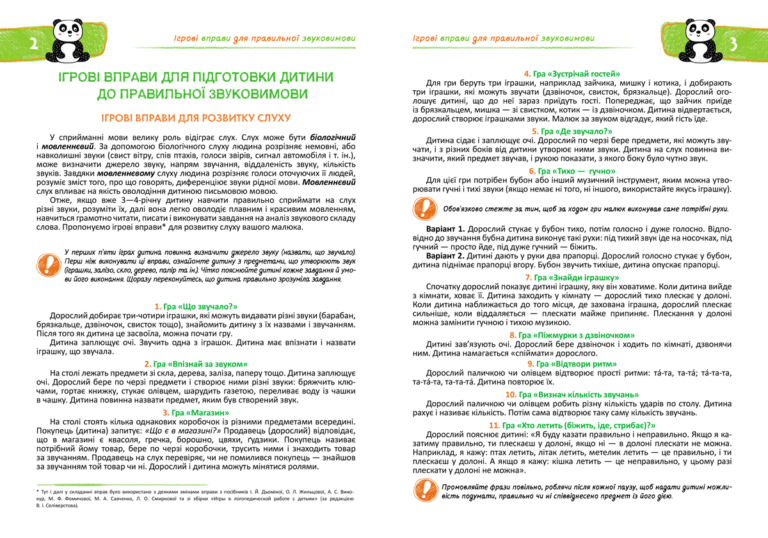 2
Ігрові вправи для правильної звуковимови
ІГРОВІ ВПРАВИ ДЛЯ ПІДГОТОВКИ ДИТИНИ
ДО ПРАВИЛЬНОЇ ЗВУКОВИМОВИ
ІГРОВІ ВПРАВИ ДЛЯ РОЗВИТКУ СЛУХУ
У сприйманні мови велику роль відіграє слух. Слух може бути біологічний
і мовленнєвий. За допомогою біологічного слуху людина розрізняє немовні, або
навколишні звуки (свист вітру, спів птахів, голоси звірів, сигнал автомобіля і т. ін.),
може визначити джерело звуку, напрям звучання, віддаленість звуку, кількість
звуків. Завдяки мовленнєвому слуху людина розрізняє голоси оточуючих її людей,
розуміє зміст того, про що говорять, диференціює звуки рідної мови. Мовленнєвий
слух впливає на якість оволодіння дитиною письмовою мовою.
Отже, якщо вже 3—4-річну дитину навчити правильно сприймати на слух
різні звуки, розуміти їх, далі вона легко оволодіє плавним і красивим мовленням,
навчиться грамотно читати, писати і виконувати завдання на аналіз звукового складу
слова. Пропонуємо ігрові вправи* для розвитку слуху вашого малюка.
У перших п'яти іграх дитина повинна визначити джерело звуку (назвати, що звучало).
Перш ніж виконувати ці вправи, ознайомте дитину з предметами, що утворюють звук
(іграшки, залізо, скло, дерево, папір та ін.). Чітко пояснюйте дитині кожне завдання й умо-
ви його виконання. Щоразу переконуйтесь, що дитина правильно зрозуміла завдання.
1. Гра «Що звучало?»
Дорослий добирає три-чотири іграшки, які можуть видавати різні звуки (барабан,
брязкальце, дзвіночок, свисток тощо), знайомить дитину з їх назвами і звучанням.
Після того як дитина це засвоїла, можна почати гру.
Дитина заплющує очі. Звучить одна з іграшок. Дитина має впізнати і назвати
іграшку, що звучала.
2. Гра «Впізнай за звуком»
На столі лежать предмети зі скла, дерева, заліза, паперу тощо. Дитина заплющує
очі. Дорослий бере по черзі предмети і створює ними різні звуки: бряжчить клю-
чами, гортає книжку, стукає олівцем, шарудить газетою, переливає воду із чашки
в чашку. Дитина повинна назвати предмет, яким був створений звук.
3. Гра «Магазин»
На столі стоять кілька однакових коробочок із різними предметами всередині.
Покупець (дитина) запитує: «Що є в магазині?» Продавець (дорослий) відповідає,
що в магазині є квасоля, гречка, борошно, цвяхи, ґудзики. Покупець називає
потрібний йому товар, бере по черзі коробочки, трусить ними і знаходить товар
за звучанням. Продавець на слух перевіряє, чи не помилився покупець — знайшов
за звучанням той товар чи ні. Дорослий і дитина можуть мінятися ролями.
* Тут і далі у складанні вправ було використано з деякими змінами вправи з посібників І. Й. Дьоміної, О. Л. Жильцової, А. С. Вино-
кур, М. Ф. Фомичової, М. А. Савченко, Л. О. Смирнової та зі збірки «Игры в логопедической работе с детьми» (за редакцією
В. І. Селіверстова).
Ігрові вправи для правильної звуковимови
3
4. Гра «Зустрічай гостей»
Для гри беруть три іграшки, наприклад зайчика, мишку і котика, і добирають
три іграшки, які можуть звучати (дзвіночок, свисток, брязкальце). Дорослий ого-
лошує дитині, що до неї зараз приїдуть гості. Попереджає, що зайчик приїде
із брязкальцем, мишка — зі свистком, котик — із дзвіночком. Дитина відвертається,
дорослий створює іграшками звуки. Малюк за звуком відгадує, який гість їде.
5. Гра «Де звучало?»
Дитина сідає і заплющує очі. Дорослий по черзі бере предмети, які можуть зву-
чати, і з різних боків від дитини утворює ними звуки. Дитина на слух повинна ви-
значити, який предмет звучав, і рукою показати, з якого боку було чутно звук.
6. Гра «Тихо — гучно»
Для цієї гри потрібен бубон або інший музичний інструмент, яким можна утво-
рювати гучні і тихі звуки (якщо немає ні того, ні іншого, використайте якусь іграшку).
Обов'язково стежте за тим, щоб за ходом гри малюк виконував саме потрібні рухи.
Варіант 1. Дорослий стукає у бубон тихо, потім голосно і дуже голосно. Відпо-
відно до звучання бубна дитина виконує такі рухи: під тихий звук іде на носочках, під
гучний — просто йде, під дуже гучний — біжить.
Варіант 2. Дитині дають у руки два прапорці. Дорослий голосно стукає у бубон,
дитина піднімає прапорці вгору. Бубон звучить тихіше, дитина опускає прапорці.
7. Гра «Знайди іграшку»
Спочатку дорослий показує дитині іграшку, яку він ховатиме. Коли дитина вийде
з кімнати, ховає її. Дитина заходить у кімнату — дорослий тихо плескає у долоні.
Коли дитина наближається до того місця, де захована іграшка, дорослий плескає
сильніше, коли віддаляється — плескати майже припиняє. Плескання у долоні
можна замінити гучною і тихою музикою.
8. Гра «Піжмурки з дзвіночком»
Дитині зав'язують очі. Дорослий бере дзвіночок і ходить по кімнаті, дзвонячи
ним. Дитина намагається «спіймати» дорослого.
9. Гра «Відтвори ритм»
Дорослий паличкою чи олівцем відтворює прості ритми: та́-та, та-та́; та́-та-та,
та-та́-та, та-та-та́. Дитина повторює їх.
10. Гра «Визнач кількість звучань»
Дорослий паличкою або олівцем робить різну кількість ударів по столу. Дитина
рахує і називає кількість. Потім сама відтворює таку саму кількість звучань.
11. Гра «Хто летить (біжить, іде, стрибає)?»
Дорослий пояснює дитині: «Я буду казати правильно і неправильно. Якщо я ка-
затиму правильно, ти плескаєш у долоні, якщо ні — в долоні плескати не можна.
Наприклад, я кажу: птах летить, літак летить, метелик летить — це правильно, і ти
плескаєш у долоні. А якщо я кажу: кішка летить — це неправильно, у цьому разі
плескати у долоні не можна».
Промовляйте фрази повільно, роблячи після кожної паузу, щоб надати дитині можли-
вість подумати, правильно чи ні співвіднесено предмет із його дією.